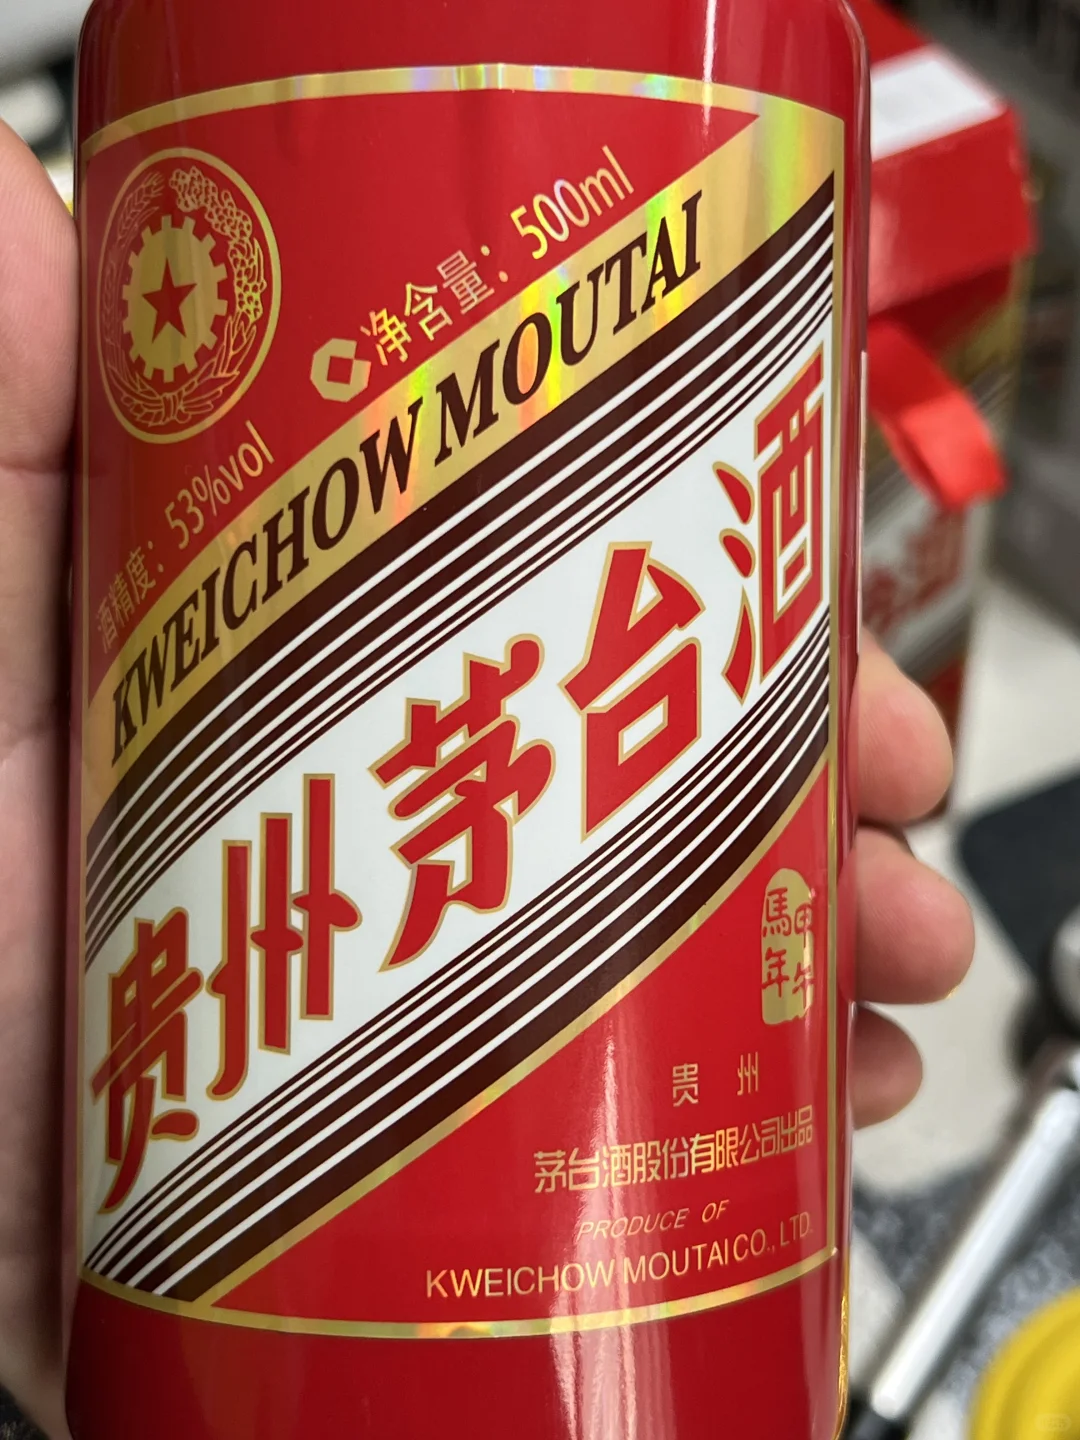 净含量：500ml
酒精度：53%vol
KWEICHOW MOUTAI
贵州茅台酒
甲午
馬年
贵州
茅台酒股份有限公司出品
PRODUCE OF
KWEICHOW MOUTAI CO., LTD.